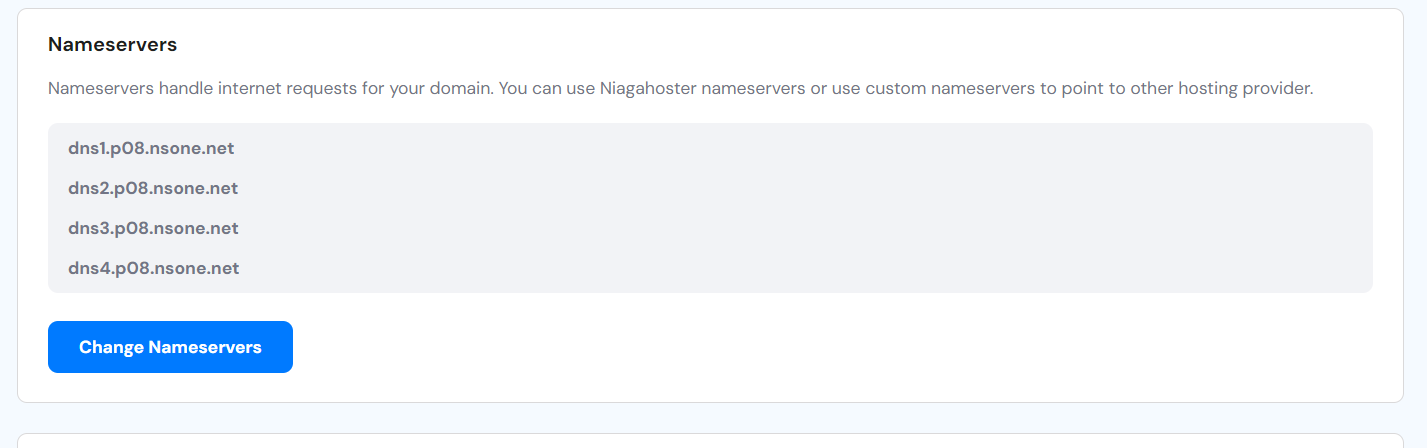 Nameservers
Nameservers handle internet requests for your domain. You can use Niagahoster nameservers or use custom nameservers to point to other hosting provider.
dns1.p08.nsone.net
dns2.p08.nsone.net
dns3.p08.nsone.net
dns4.p08.nsone.net
Change Nameservers